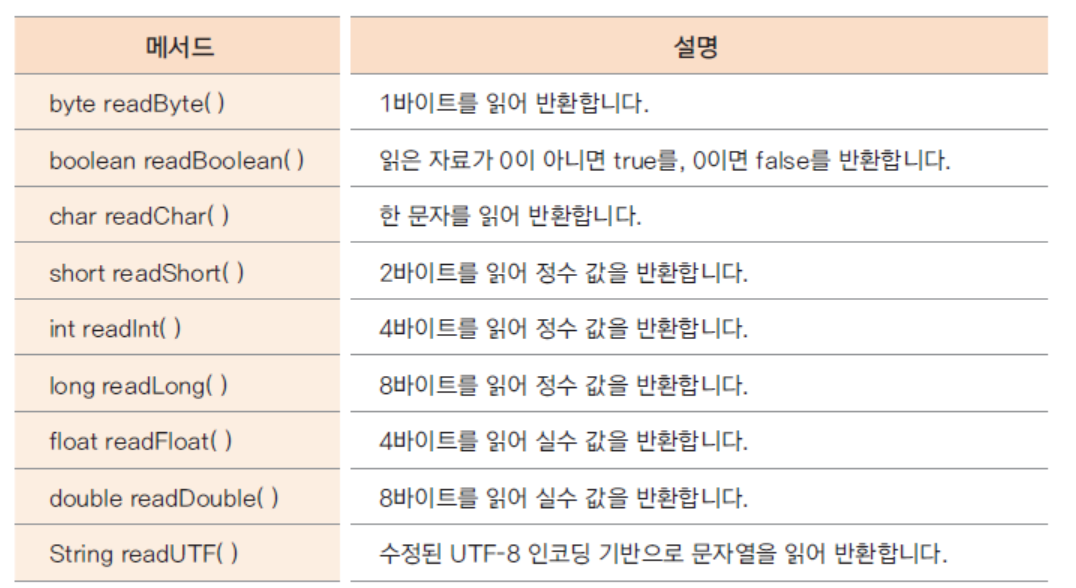 메서드 설명
byte readByte( ) 1바이트를 읽어 반환합니다.
boolean readBoolean( ) 읽은 자료가 0이 아니면 true를, 0이면 false를 반환합니다.
char readChar( ) 한 문자를 읽어 반환합니다.
short readShort( ) 2바이트를 읽어 정수 값을 반환합니다.
int readInt( ) 4바이트를 읽어 정수 값을 반환합니다.
long readLong( ) 8바이트를 읽어 정수 값을 반환합니다.
float readFloat( ) 4바이트를 읽어 실수 값을 반환합니다.
double readDouble( ) 8바이트를 읽어 실수 값을 반환합니다.
String readUTF( ) 수정된 UTF-8 인코딩 기반으로 문자열을 읽어 반환합니다.